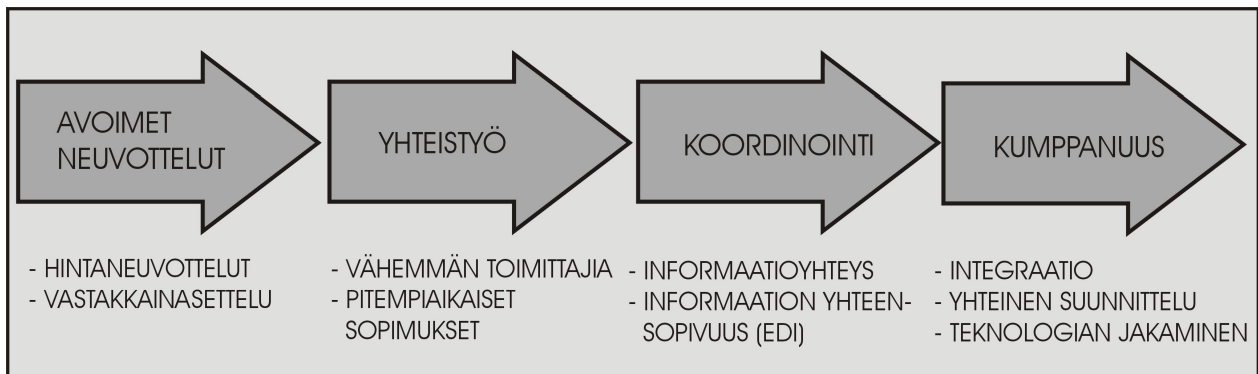 AVOIMET
NEUVOTTELUT
YHTEISTYÖ
KOORDINOINTI
KUMPPANUUS
- HINTANEUVOTTELUT
- VASTAKKAINASETTELU
- VÄHEMMÄN TOIMITTAJIA
- PITEMPIAIKAISET
SOPIMUKSET
- INFORMAATIOYHTEYS
- INFORMAATION YHTEEN-
SOPIVUUS (EDI)
- INTEGRAATIO
- YHTEINEN SUUNNITTELU
- TEKNOLOGIAN JAKAMINEN